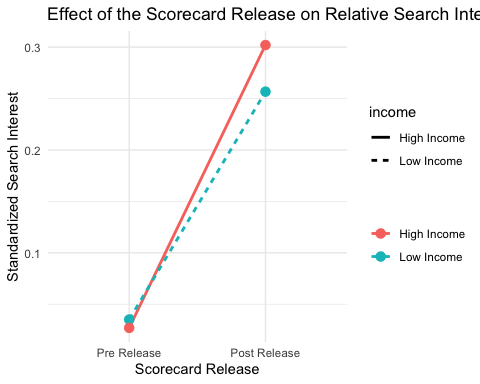 Effect of the Scorecard Release on Relative Search Inte
Standardized Search Interest
0.3
0.2
0.1
Pre Release
Post Release
Scorecard Release
income
High Income
Low Income
High Income
Low Income